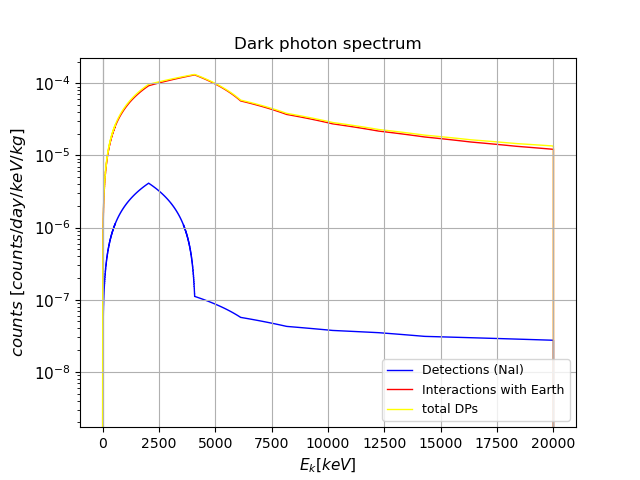 Dark photon spectrum
counts [counts/day/keV/kg]
10⁻⁴
10⁻⁵
10⁻⁶
10⁻⁷
10⁻⁸
Detections (NaI)
Interactions with Earth
total DPs
0 2500 5000 7500 10000 12500 15000 17500 20000
E_k[keV]